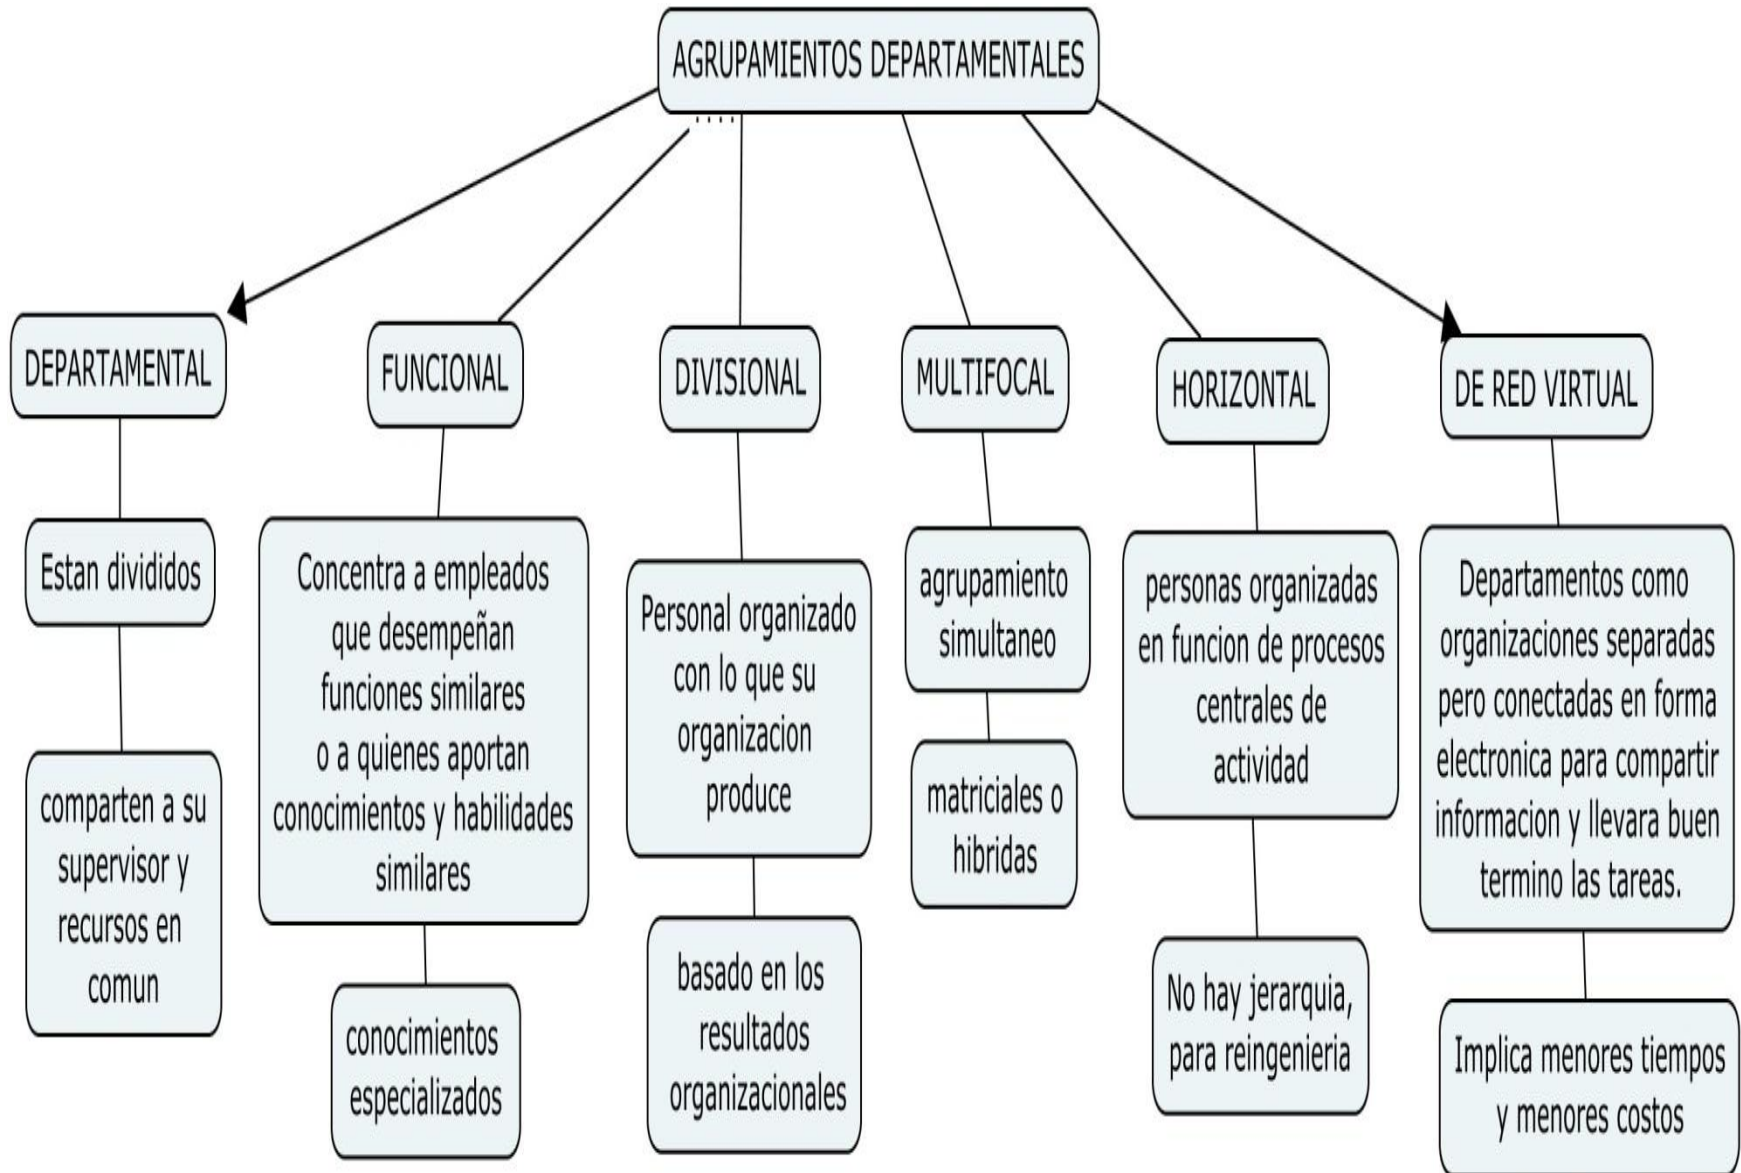 AGRUPAMIENTOS DEPARTAMENTALES
DEPARTAMENTAL
FUNCIONAL
DIVISIONAL
MULTIFOCAL
HORIZONTAL
DE RED VIRTUAL
Estan divididos
comparten a su
supervisor y
recursos en
comun
Concentra a empleados
que desempeñan
funciones similares
o a quienes aportan
conocimientos y habilidades
similares
conocimientos
especializados
Personal organizado
con lo que su
organizacion
produce
basado en los
resultados
organizacionales
agrupamiento
simultaneo
matriciales o
hibridas
personas organizadas
en funcion de procesos
centrales de
actividad
No hay jerarquia,
para reingenieria
Departamentos como
organizaciones separadas
pero conectadas en forma
electronica para compartir
informacion y llevara buen
termino las tareas.
Implica menores tiempos
y menores costos